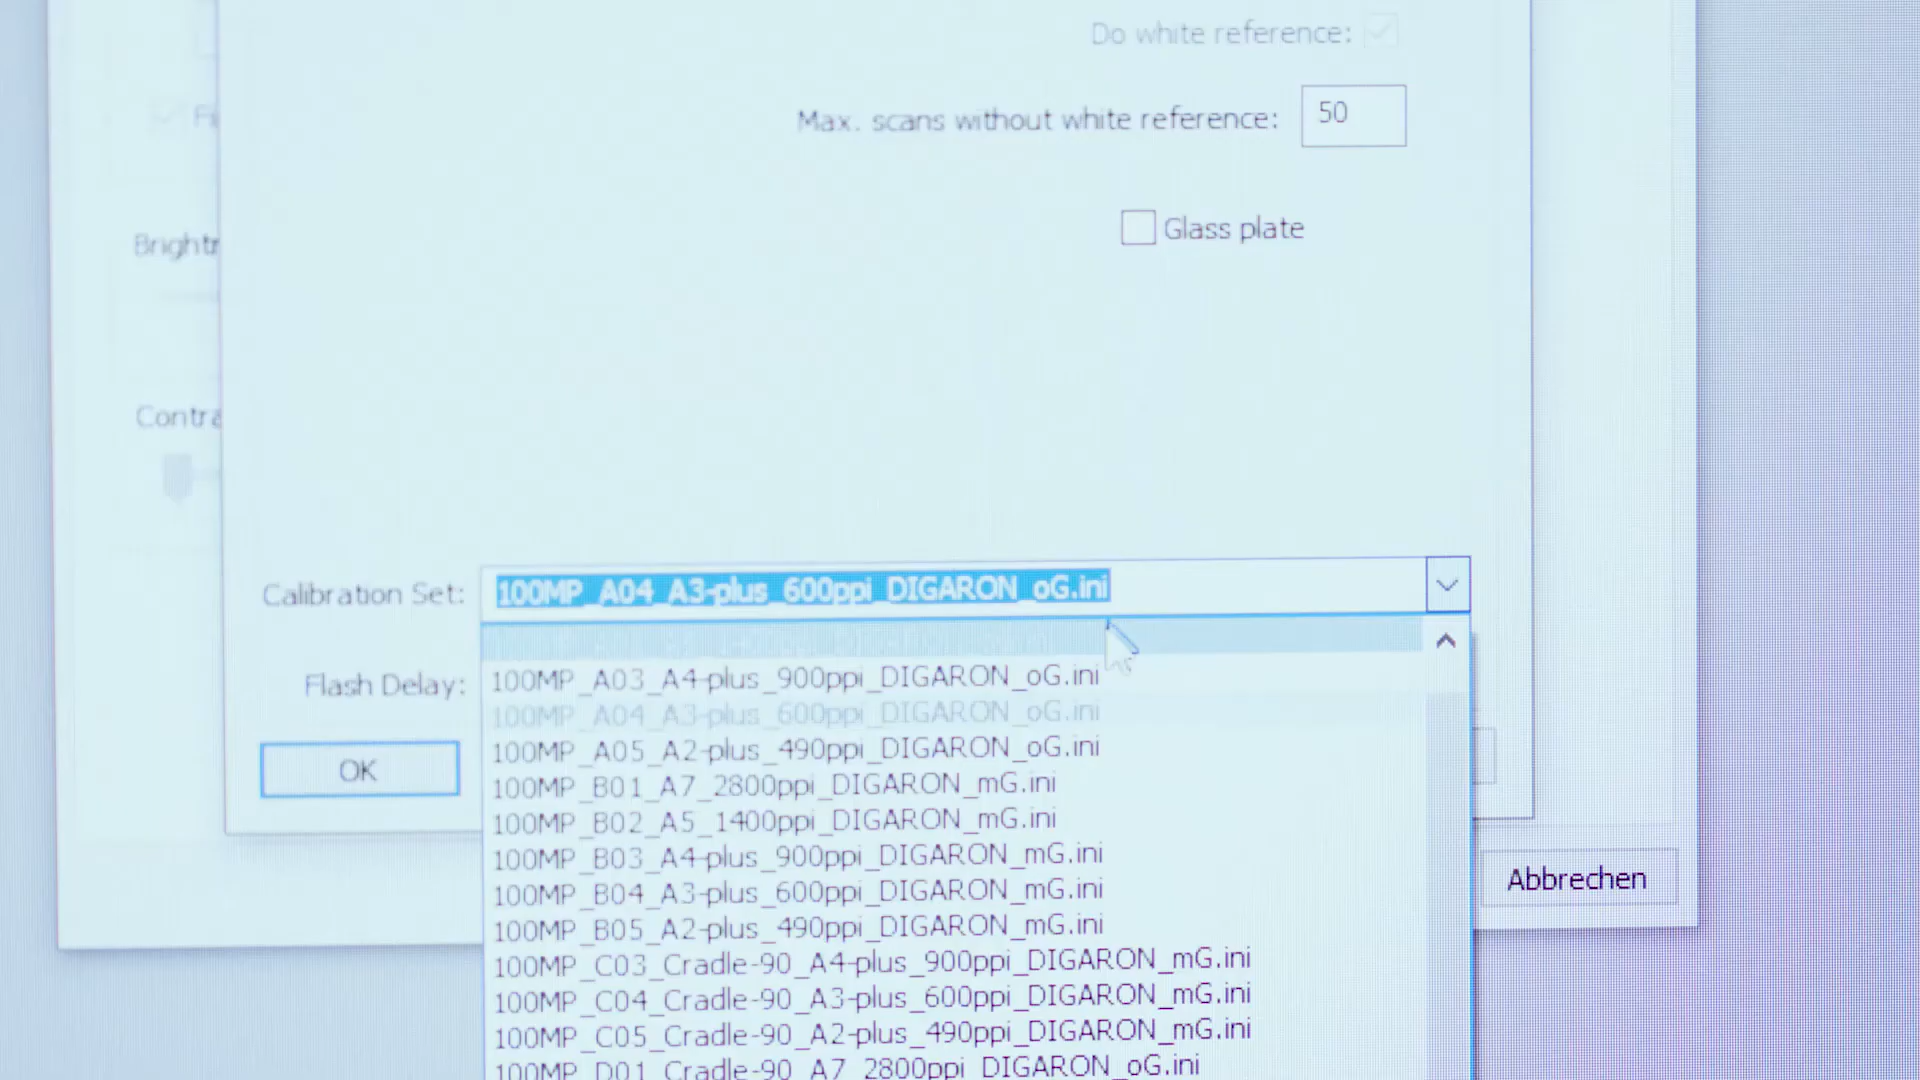 Do white reference:
Max. scans without white reference: 50
Glass plate
Calibration Set: 100MP_A04_A3-plus_600ppi_DIGARON_oG.ini
100MP_A03_A4-plus_900ppi_DIGARON_oG.ini
Flash Delay:
100MP_A04_A3-plus_600ppi_DIGARON_oG.ini
100MP_A05_A2-plus_490ppi_DIGARON_oG.ini
OK
100MP_B01_A7_2800ppi_DIGARON_mG.ini
100MP_B02_A5_1400ppi_DIGARON_mG.ini
100MP_B03_A4-plus_900ppi_DIGARON_mG.ini
100MP_B04_A3-plus_600ppi_DIGARON_mG.ini
Abbrechen
100MP_B05_A2-plus_490ppi_DIGARON_mG.ini
100MP_C03_Cradle-90_A4-plus_900ppi_DIGARON_mG.ini
100MP_C04_Cradle-90_A3-plus_600ppi_DIGARON_mG.ini
100MP_C05_Cradle-90_A2-plus_490ppi_DIGARON_mG.ini
100MP_D01_Cradle-90_A7_2800ppi_DIGARON_oG.ini